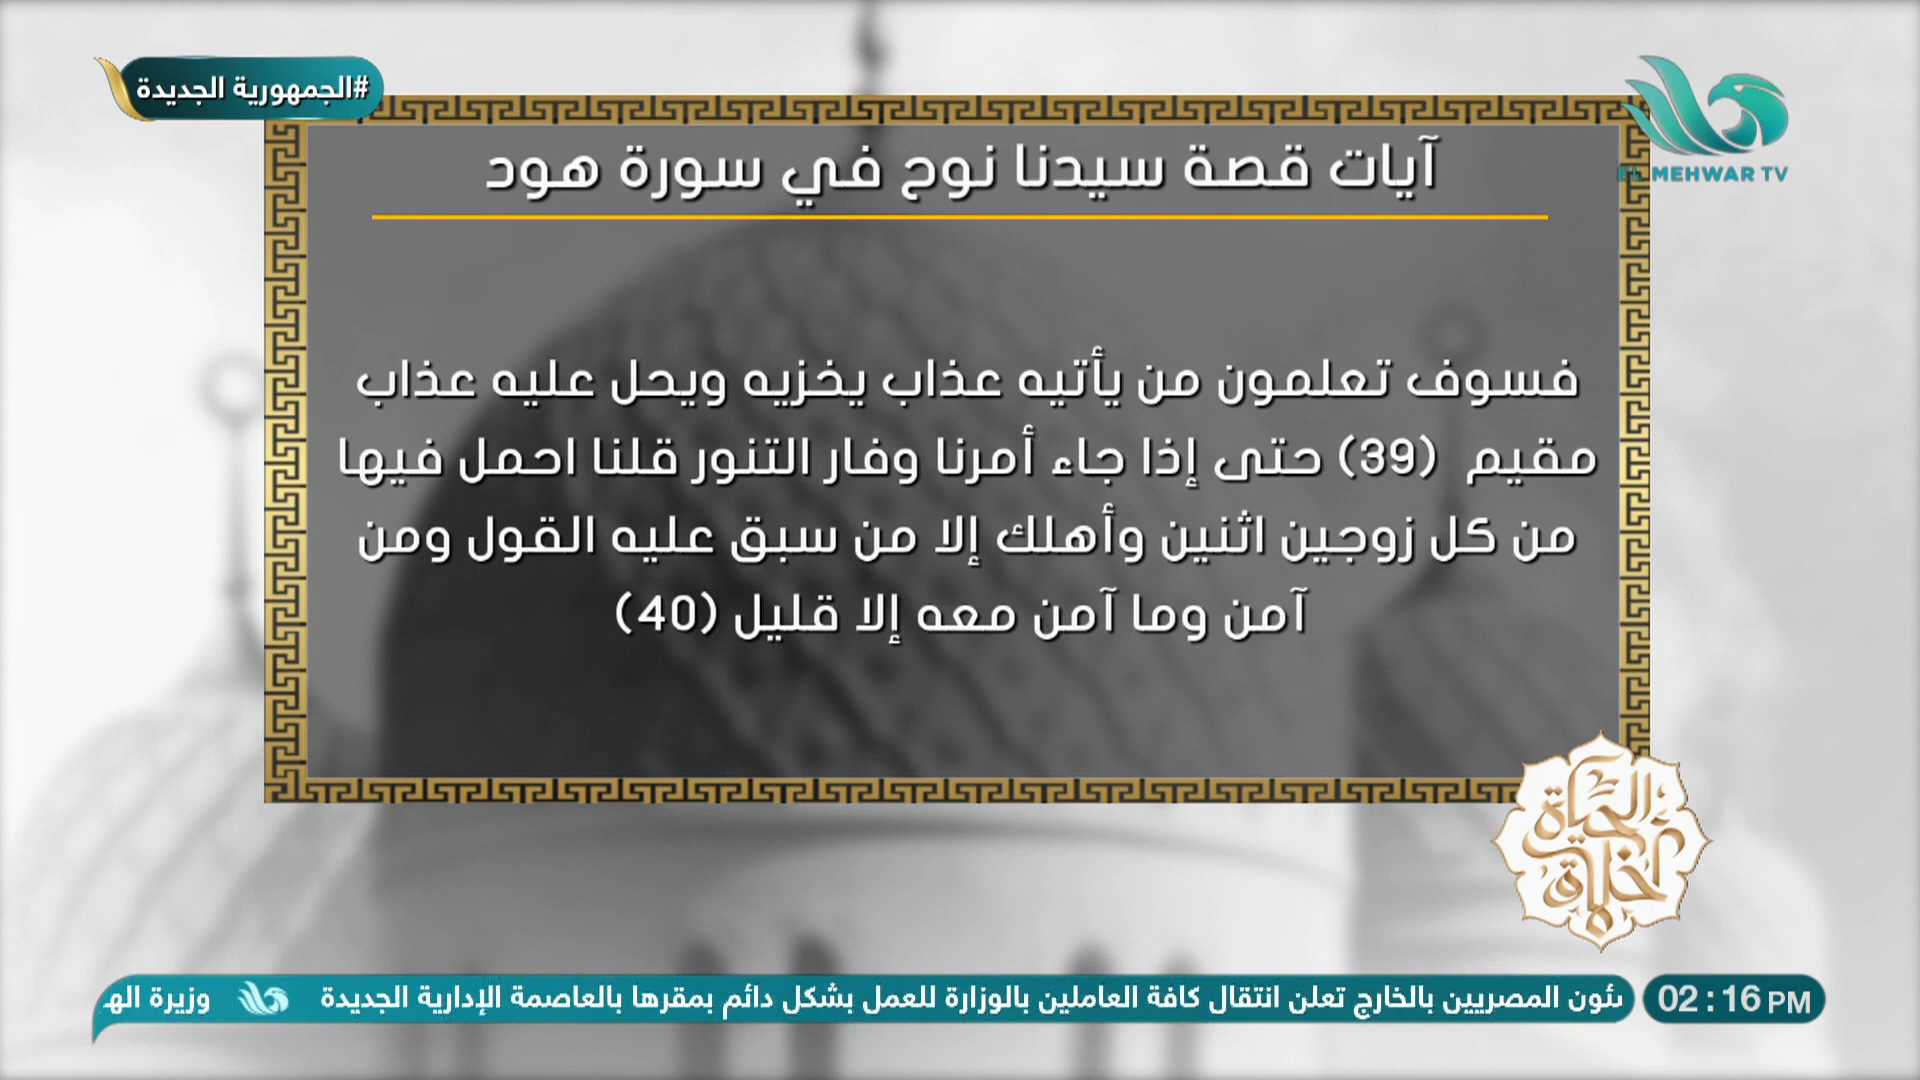 #الجمهورية الجديدة
EL MEHWAR TV
آيات قصة سيدنا نوح في سورة هود
فسوف تعلمون من يأتيه عذاب يخزيه ويحل عليه عذاب
مقيم (39) حتى إذا جاء أمرنا وفار التنور قلنا احمل فيها
من كل زوجين اثنين وأهلك إلا من سبق عليه القول ومن
آمن وما آمن معه إلا قليل (40)
الحياة
أخلاق
ئون المصريين بالخارج تعلن انتقال كافة العاملين بالوزارة للعمل بشكل دائم بمقرها بالعاصمة الإدارية الجديدة وزيرة اله
02:16 PM